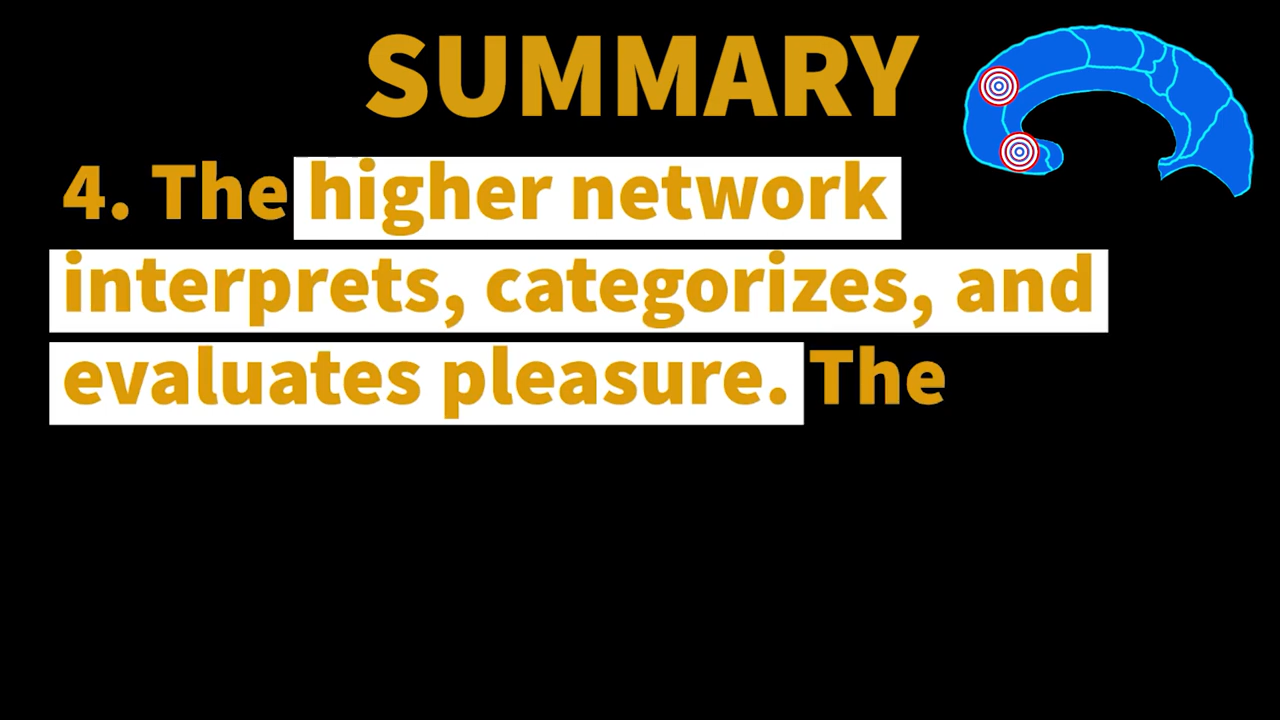 SUMMARY
4. The higher network
interprets, categorizes, and
evaluates pleasure. The